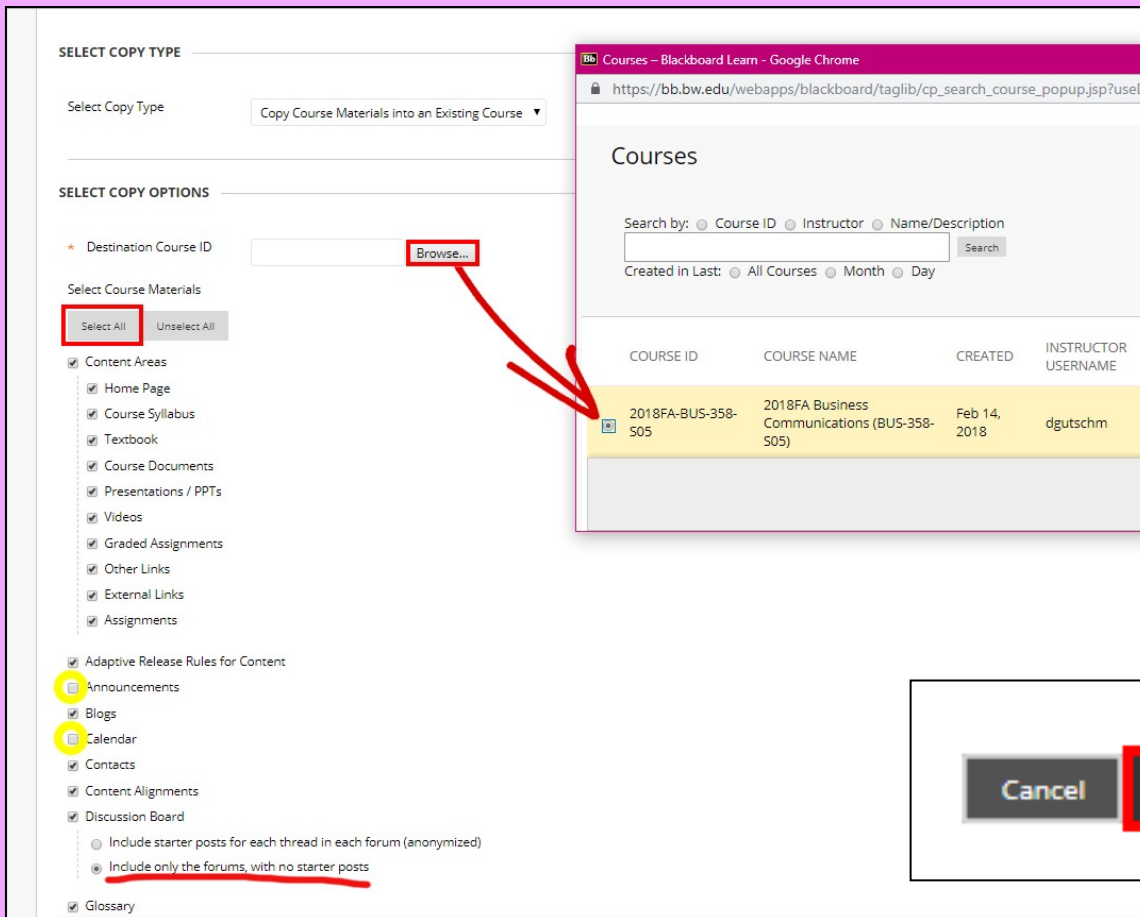 SELECT COPY TYPE
Select Copy Type
Copy Course Materials into an Existing Course
SELECT COPY OPTIONS
* Destination Course ID
Browse...
Select Course Materials
Select All Unselect All
Content Areas
Home Page
Course Syllabus
Textbook
Course Documents
Presentations / PPTs
Videos
Graded Assignments
Other Links
External Links
Assignments
Adaptive Release Rules for Content
Announcements
Blogs
Calendar
Contacts
Content Alignments
Discussion Board
Include starter posts for each thread in each forum (anonymized)
Include only the forums, with no starter posts
Glossary
Bb Courses – Blackboard Learn - Google Chrome
https://bb.bw.edu/webapps/blackboard/taglib/cp_search_course_popup.jsp?use
Courses
Search by: Course ID Instructor Name/Description
Search
Created in Last: All Courses Month Day
COURSE ID COURSE NAME CREATED INSTRUCTOR
USERNAME
2018FA-BUS-358-
S05
2018FA Business
Communications (BUS-358-
S05)
Feb 14,
2018
dgutschm
Cancel